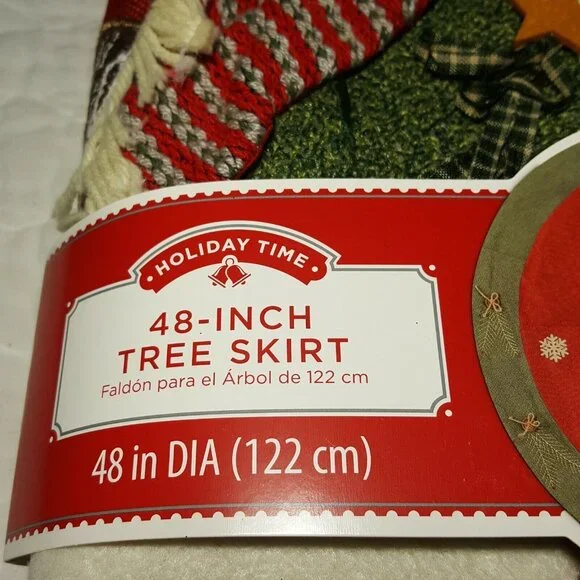 HOLIDAY TIME
48-INCH
TREE SKIRT
Faldón para el Árbol de 122 cm
48 in DIA (122 cm)